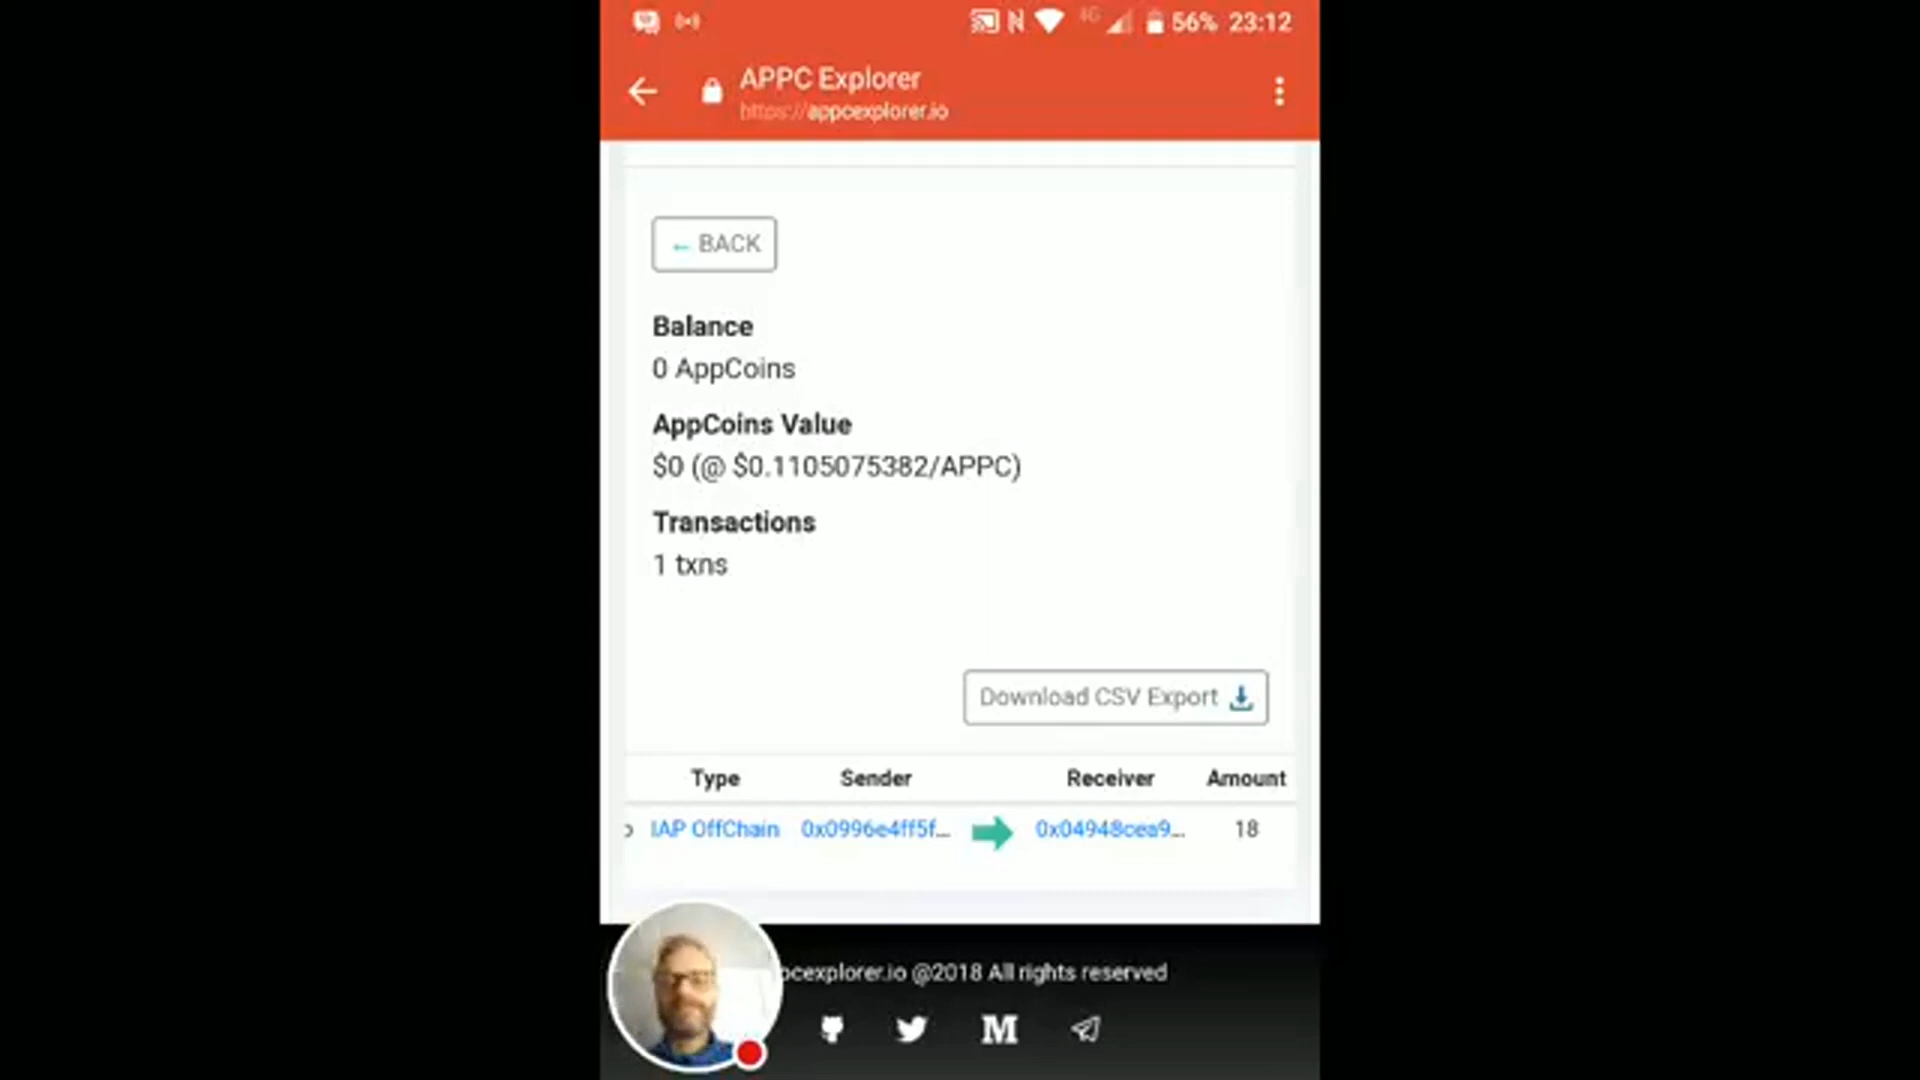 4G 56% 23:12
APPC Explorer
https://appcexplorer.io
← BACK
Balance
0 AppCoins
AppCoins Value
$0 (@ $0.1105075382/APPC)
Transactions
1 txns
Download CSV Export
Type Sender Receiver Amount
IAP OffChain 0x0996e4ff5f... 0x04948cea9... 18
pcexplorer.io @2018 All rights reserved
M